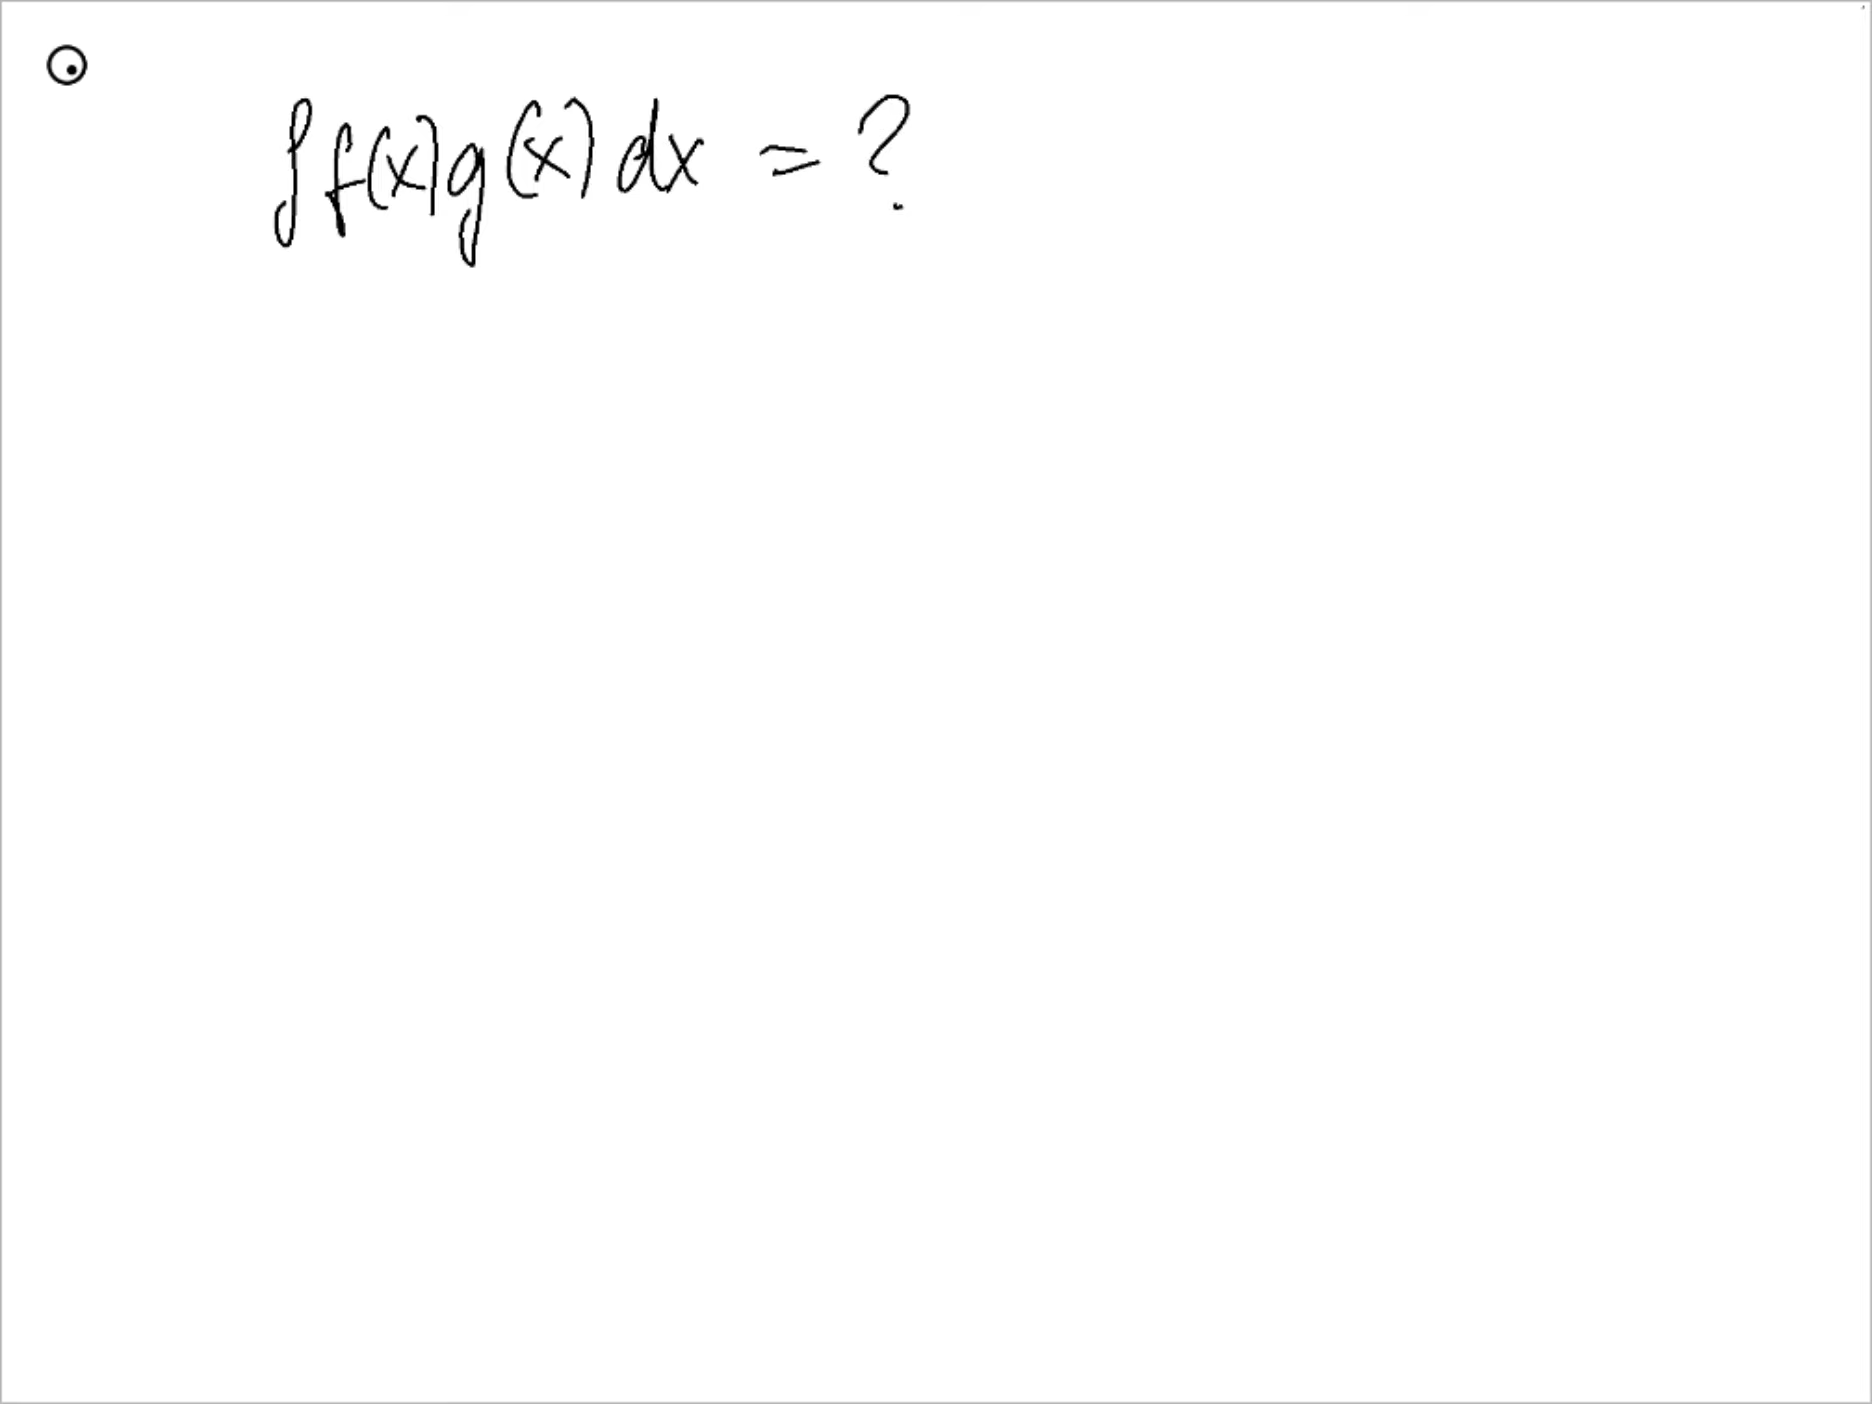 ∫f(x)g(x)dx = ?